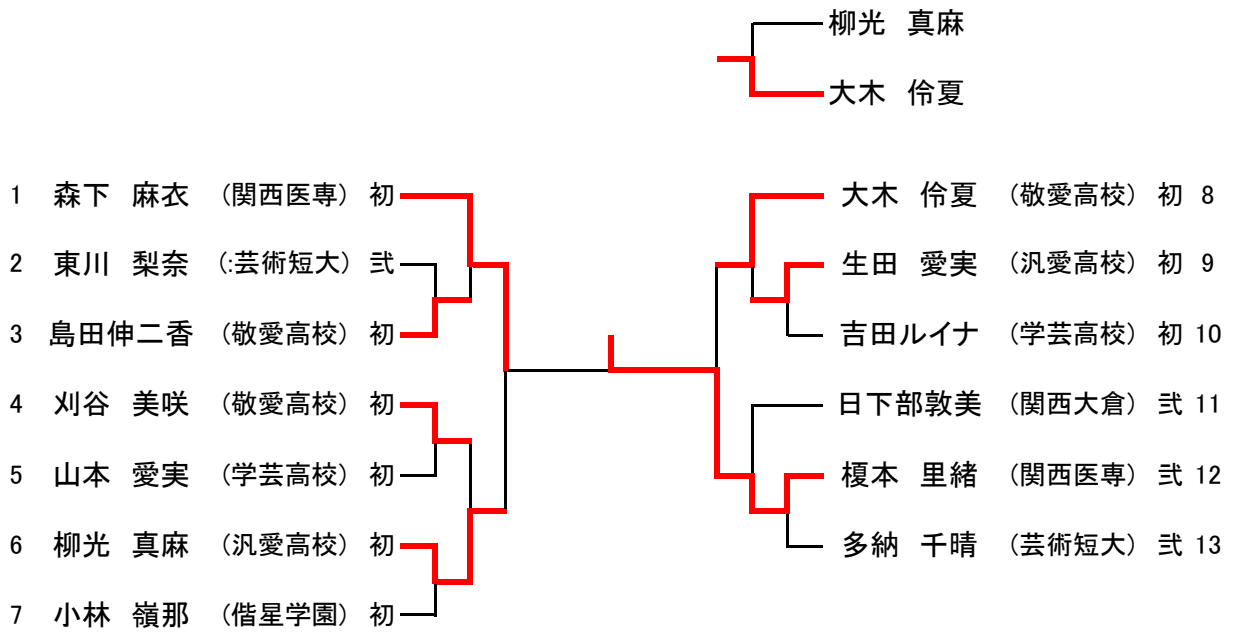 柳光 真麻
大木 伶夏
1 森下 麻衣 (関西医専) 初
2 東川 梨奈 (:芸術短大) 弐
3 島田伸二香 (敬愛高校) 初
4 刈谷 美咲 (敬愛高校) 初
5 山本 愛実 (学芸高校) 初
6 柳光 真麻 (汎愛高校) 初
7 小林 嶺那 (偕星学園) 初
大木 伶夏 (敬愛高校) 初 8
生田 愛実 (汎愛高校) 初 9
吉田ルイナ (学芸高校) 初 10
日下部敦美 (関西大倉) 弐 11
榎本 里緒 (関西医専) 弐 12
多納 千晴 (芸術短大) 弐 13